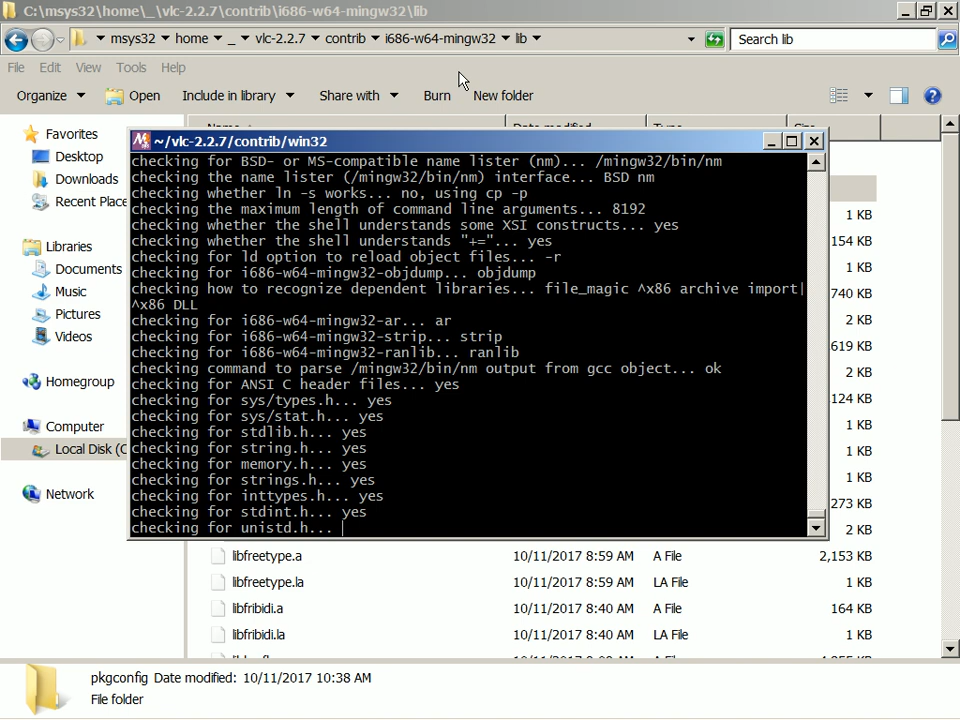 C:\msys32\home\_\vlc-2.2.7\contrib\i686-w64-mingw32\lib
msys32 home _ vlc-2.2.7 contrib i686-w64-mingw32 lib
Search lib
File Edit View Tools Help
Organize Open Include in library Share with Burn New folder
Favorites
Desktop
Downloads
Recent Place
Libraries
Documents
Music
Pictures
Videos
Homegroup
Computer
Local Disk (C
Network
~/vlc-2.2.7/contrib/win32
checking for BSD- or MS-compatible name lister (nm)... /mingw32/bin/nm
checking the name lister (/mingw32/bin/nm) interface... BSD nm
checking whether ln -s works... no, using cp -p
checking the maximum length of command line arguments... 8192
checking whether the shell understands some XSI constructs... yes
checking whether the shell understands "+="... yes
checking for ld option to reload object files... -r
checking for i686-w64-mingw32-objdump... objdump
checking how to recognize dependent libraries... file_magic ^x86 archive import|
^x86 DLL
checking for i686-w64-mingw32-ar... ar
checking for i686-w64-mingw32-strip... strip
checking for i686-w64-mingw32-ranlib... ranlib
checking command to parse /mingw32/bin/nm output from gcc object... ok
checking for ANSI C header files... yes
checking for sys/types.h... yes
checking for sys/stat.h... yes
checking for stdlib.h... yes
checking for string.h... yes
checking for memory.h... yes
checking for strings.h... yes
checking for inttypes.h... yes
checking for stdint.h... yes
checking for unistd.h...
1 KB
154 KB
1 KB
740 KB
2 KB
619 KB
2 KB
124 KB
1 KB
1 KB
1 KB
273 KB
2 KB
libfreetype.a 10/11/2017 8:59 AM A File 2,153 KB
libfreetype.la 10/11/2017 8:59 AM LA File 1 KB
libfribidi.a 10/11/2017 8:40 AM A File 164 KB
libfribidi.la 10/11/2017 8:40 AM LA File 1 KB
pkgconfig Date modified: 10/11/2017 10:38 AM
File folder